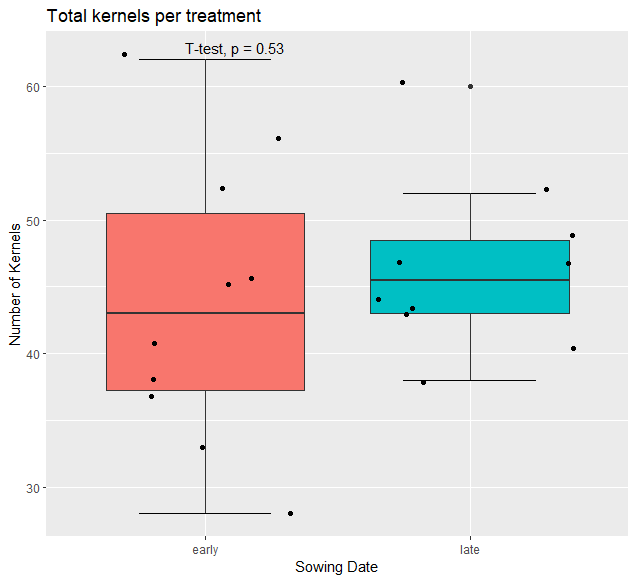 Total kernels per treatment
T-test, p = 0.53
60
50
40
30
Number of Kernels
early
late
Sowing Date